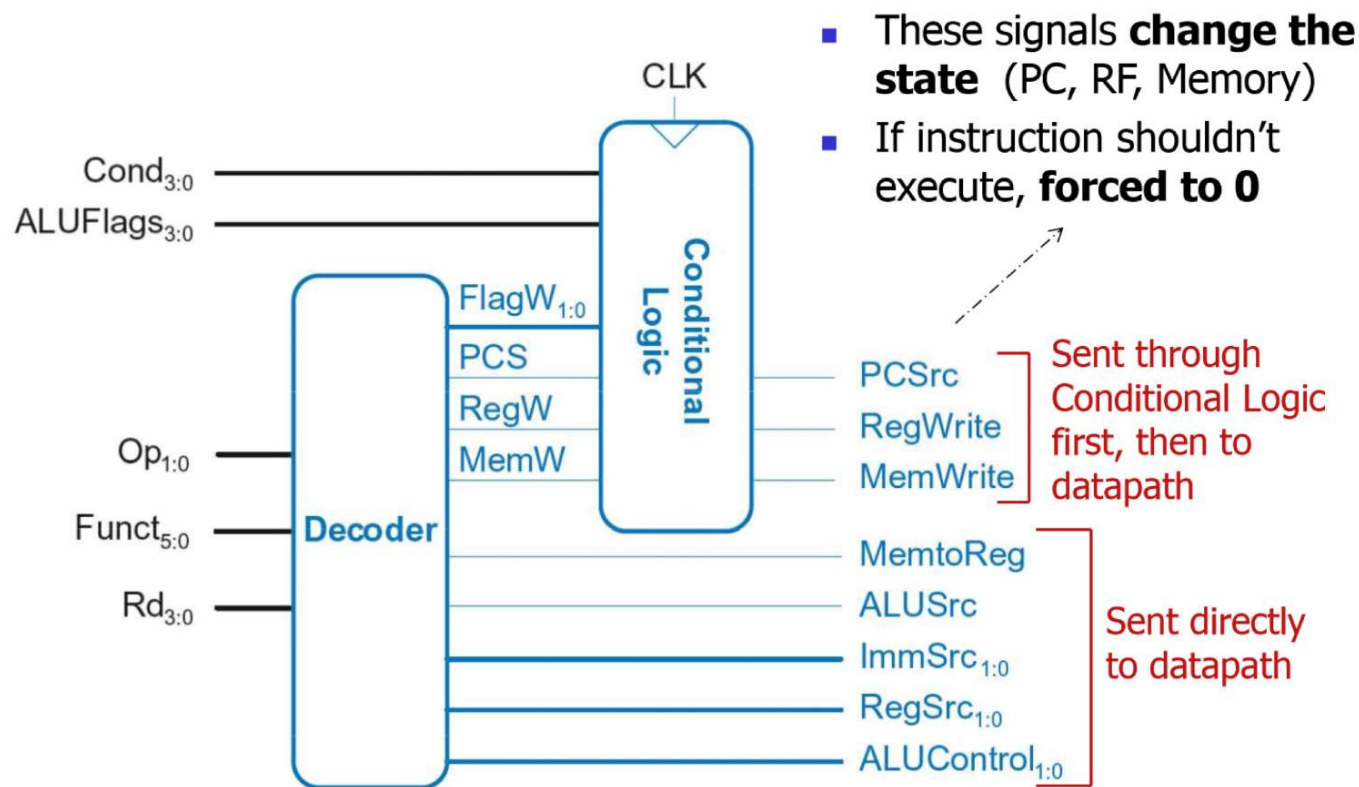 ■ These signals change the
state (PC, RF, Memory)
■ If instruction shouldn't
execute, forced to 0
CLK
Cond3:0
ALUFlags3:0
Conditional
Logic
FlagW1:0
PCS
RegW
MemW
Op1:0
Funct5:0
Rd3:0
Decoder
PCSrc
RegWrite
MemWrite
Sent through
Conditional Logic
first, then to
datapath
MemtoReg
ALUSrc
ImmSrc1:0
RegSrc1:0
ALUControl1:0
Sent directly
to datapath